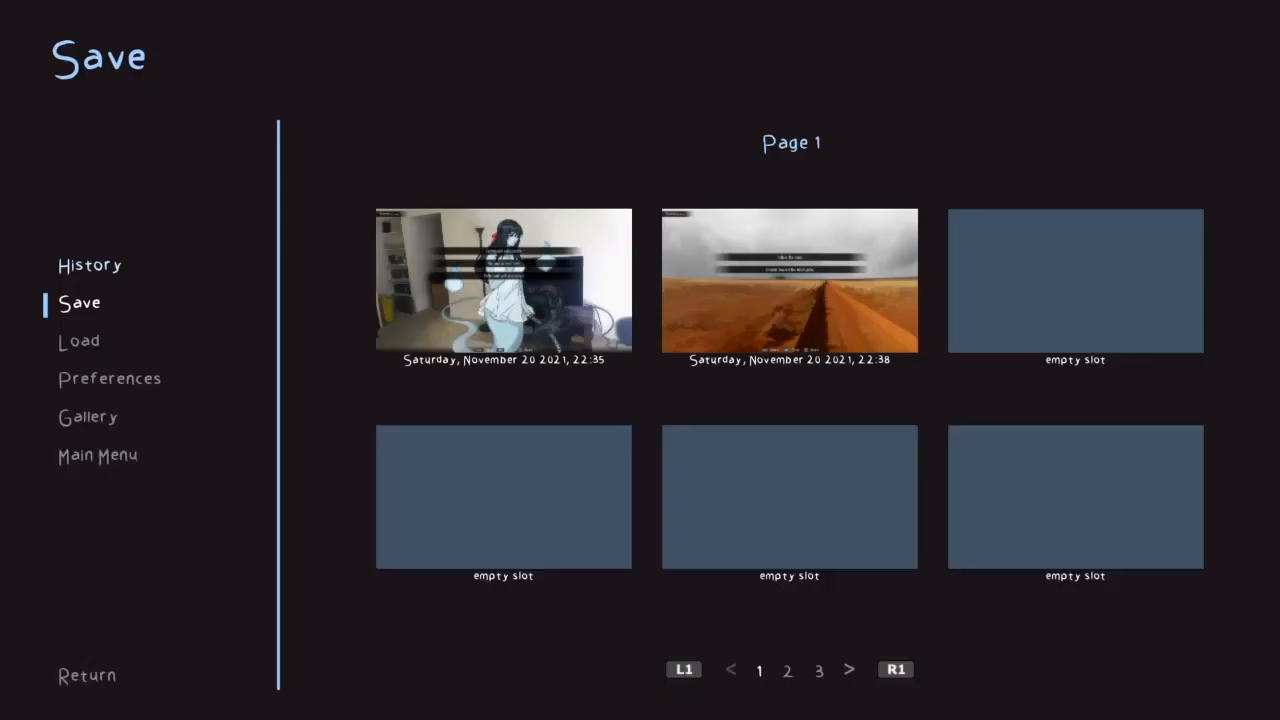 Save
Page 1
History
Save
Load
Preferences
Gallery
Main Menu
Return
Saturday, November 20 2021, 22:35
Saturday, November 20 2021, 22:38
empty slot
empty slot
empty slot
empty slot
L1 < 1 2 3 > R1